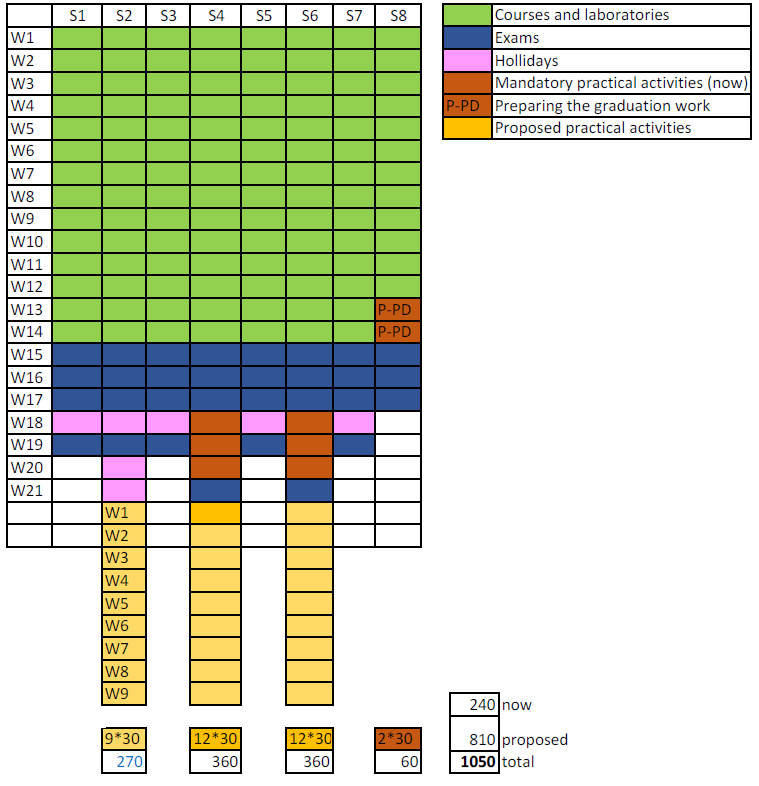 S1 S2 S3 S4 S5 S6 S7 S8
W1
W2
W3
W4
W5
W6
W7
W8
W9
W10
W11
W12
W13 P-PD
W14 P-PD
W15
W16
W17
W18
W19
W20
W21
W1
W2
W3
W4
W5
W6
W7
W8
W9
9*30 12*30 12*30 2*30
270 360 360 60
Courses and laboratories
Exams
Hollidays
Mandatory practical activities (now)
P-PD Preparing the graduation work
Proposed practical activities
240 now
810 proposed
1050 total